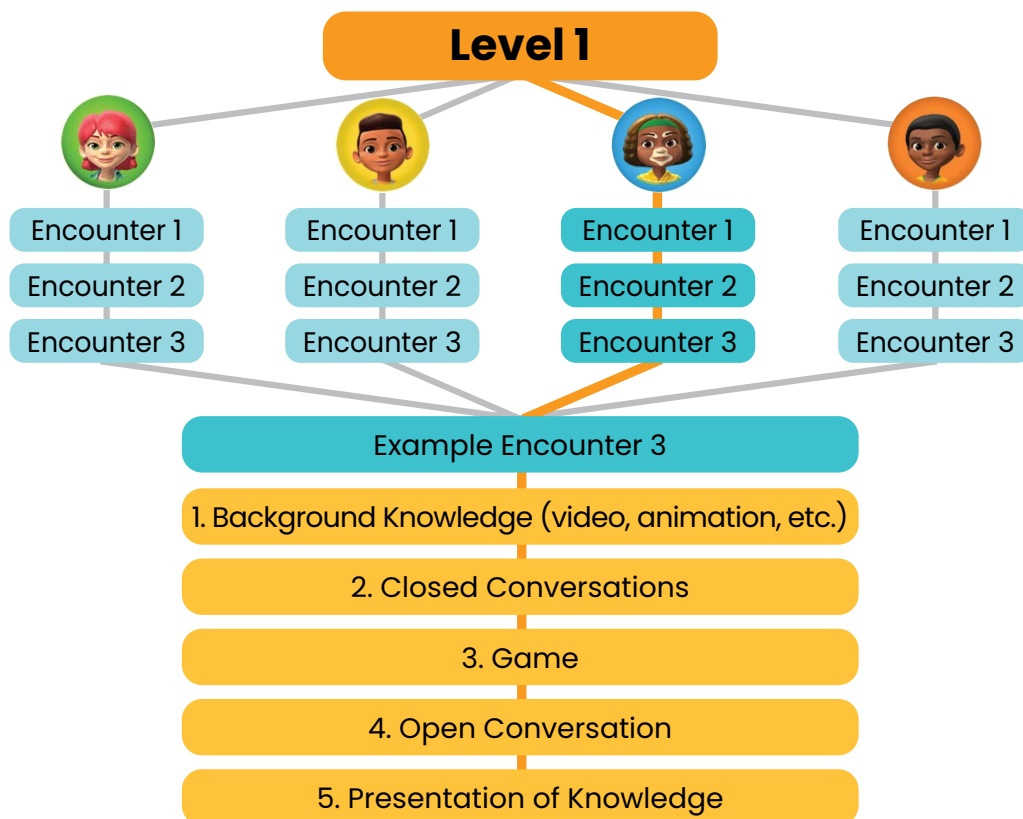 Level 1
Encounter 1
Encounter 2
Encounter 3
Encounter 1
Encounter 2
Encounter 3
Encounter 1
Encounter 2
Encounter 3
Encounter 1
Encounter 2
Encounter 3
Example Encounter 3
1. Background Knowledge (video, animation, etc.)
2. Closed Conversations
3. Game
4. Open Conversation
5. Presentation of Knowledge